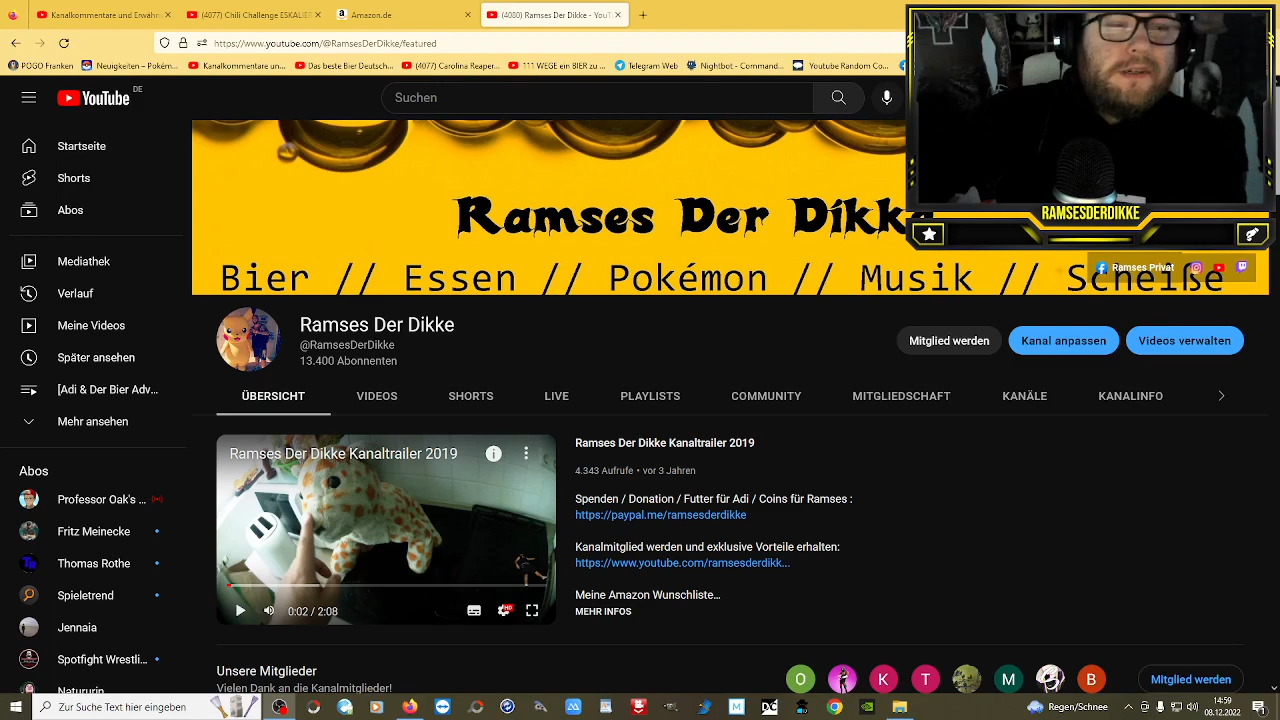 Kanalkommentare und Erwähn
(4077) Chili Challenge ESKALIER
Amazon.de
(4080) Ramses Der Dikke - YouT
https://www.youtube.com/@RamsesDerDikke/featured
POGO Franken
Neuigkeiten – Pokém...
Kanalkommentare un...
Das beste Bier Deutsch...
(4077) Carolina Reaper...
111 WEGE ein BIER zu ...
Telegram Web
Nightbot - Comman...
Youtube Random Co...
YouTube DE
Suchen
Startseite
Shorts
Abos
Mediathek
Verlauf
Meine Videos
Später ansehen
[Adi & Der Bier Adv...
Mehr ansehen
Abos
Professor Oak's ...
Fritz Meinecke
Thomas Rothe
Spieletrend
Jennaia
Spotfight Wrestli...
Naturunin
Ramses Der Dikk
Bier // Essen // Pokémon // Musik // Scheiße
RAMSESDERDIKKE
Ramses Privat
Ramses Der Dikke
@RamsesDerDikke
13.400 Abonnenten
Mitglied werden
Kanal anpassen
Videos verwalten
ÜBERSICHT
VIDEOS
SHORTS
LIVE
PLAYLISTS
COMMUNITY
MITGLIEDSCHAFT
KANÄLE
KANALINFO
Ramses Der Dikke Kanaltrailer 2019
HD
0:02 / 2:08
Ramses Der Dikke Kanaltrailer 2019
4.343 Aufrufe • vor 3 Jahren
Spenden / Donation / Futter für Adi / Coins für Ramses :
https://paypal.me/ramsesderdikke
Kanalmitglied werden und exklusive Vorteile erhalten:
https://www.youtube.com/ramsesderdikk...
Meine Amazon Wunschliste...
MEHR INFOS
Unsere Mitglieder
Vielen Dank an die Kanalmitglieder!
O
K
T
M
B
Mitglied werden
Zur Suche Text hier eingeben
Regenschauer
14:59
08.12.2022